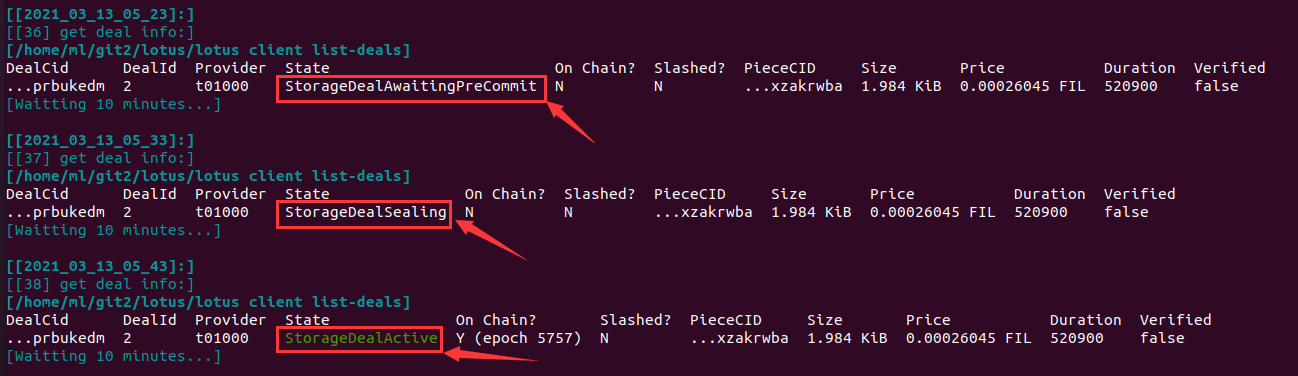 [[2021_03_13_05_23]:]
[[36] get deal info:]
[/home/ml/git2/lotus/lotus client list-deals]
DealCid DealId Provider State On Chain? Slashed? PieceCID Size Price Duration Verified
...prbukedm 2 t01000 StorageDealAwaitingPreCommit N N ...xzakrwba 1.984 KiB 0.00026045 FIL 520900 false
[Waitting 10 minutes...]
[[2021_03_13_05_33]:]
[[37] get deal info:]
[/home/ml/git2/lotus/lotus client list-deals]
DealCid DealId Provider State On Chain? Slashed? PieceCID Size Price Duration Verified
...prbukedm 2 t01000 StorageDealSealing N N ...xzakrwba 1.984 KiB 0.00026045 FIL 520900 false
[Waitting 10 minutes...]
[[2021_03_13_05_43]:]
[[38] get deal info:]
[/home/ml/git2/lotus/lotus client list-deals]
DealCid DealId Provider State On Chain? Slashed? PieceCID Size Price Duration Verified
...prbukedm 2 t01000 StorageDealActive Y (epoch 5757) N ...xzakrwba 1.984 KiB 0.00026045 FIL 520900 false
[Waitting 10 minutes...]